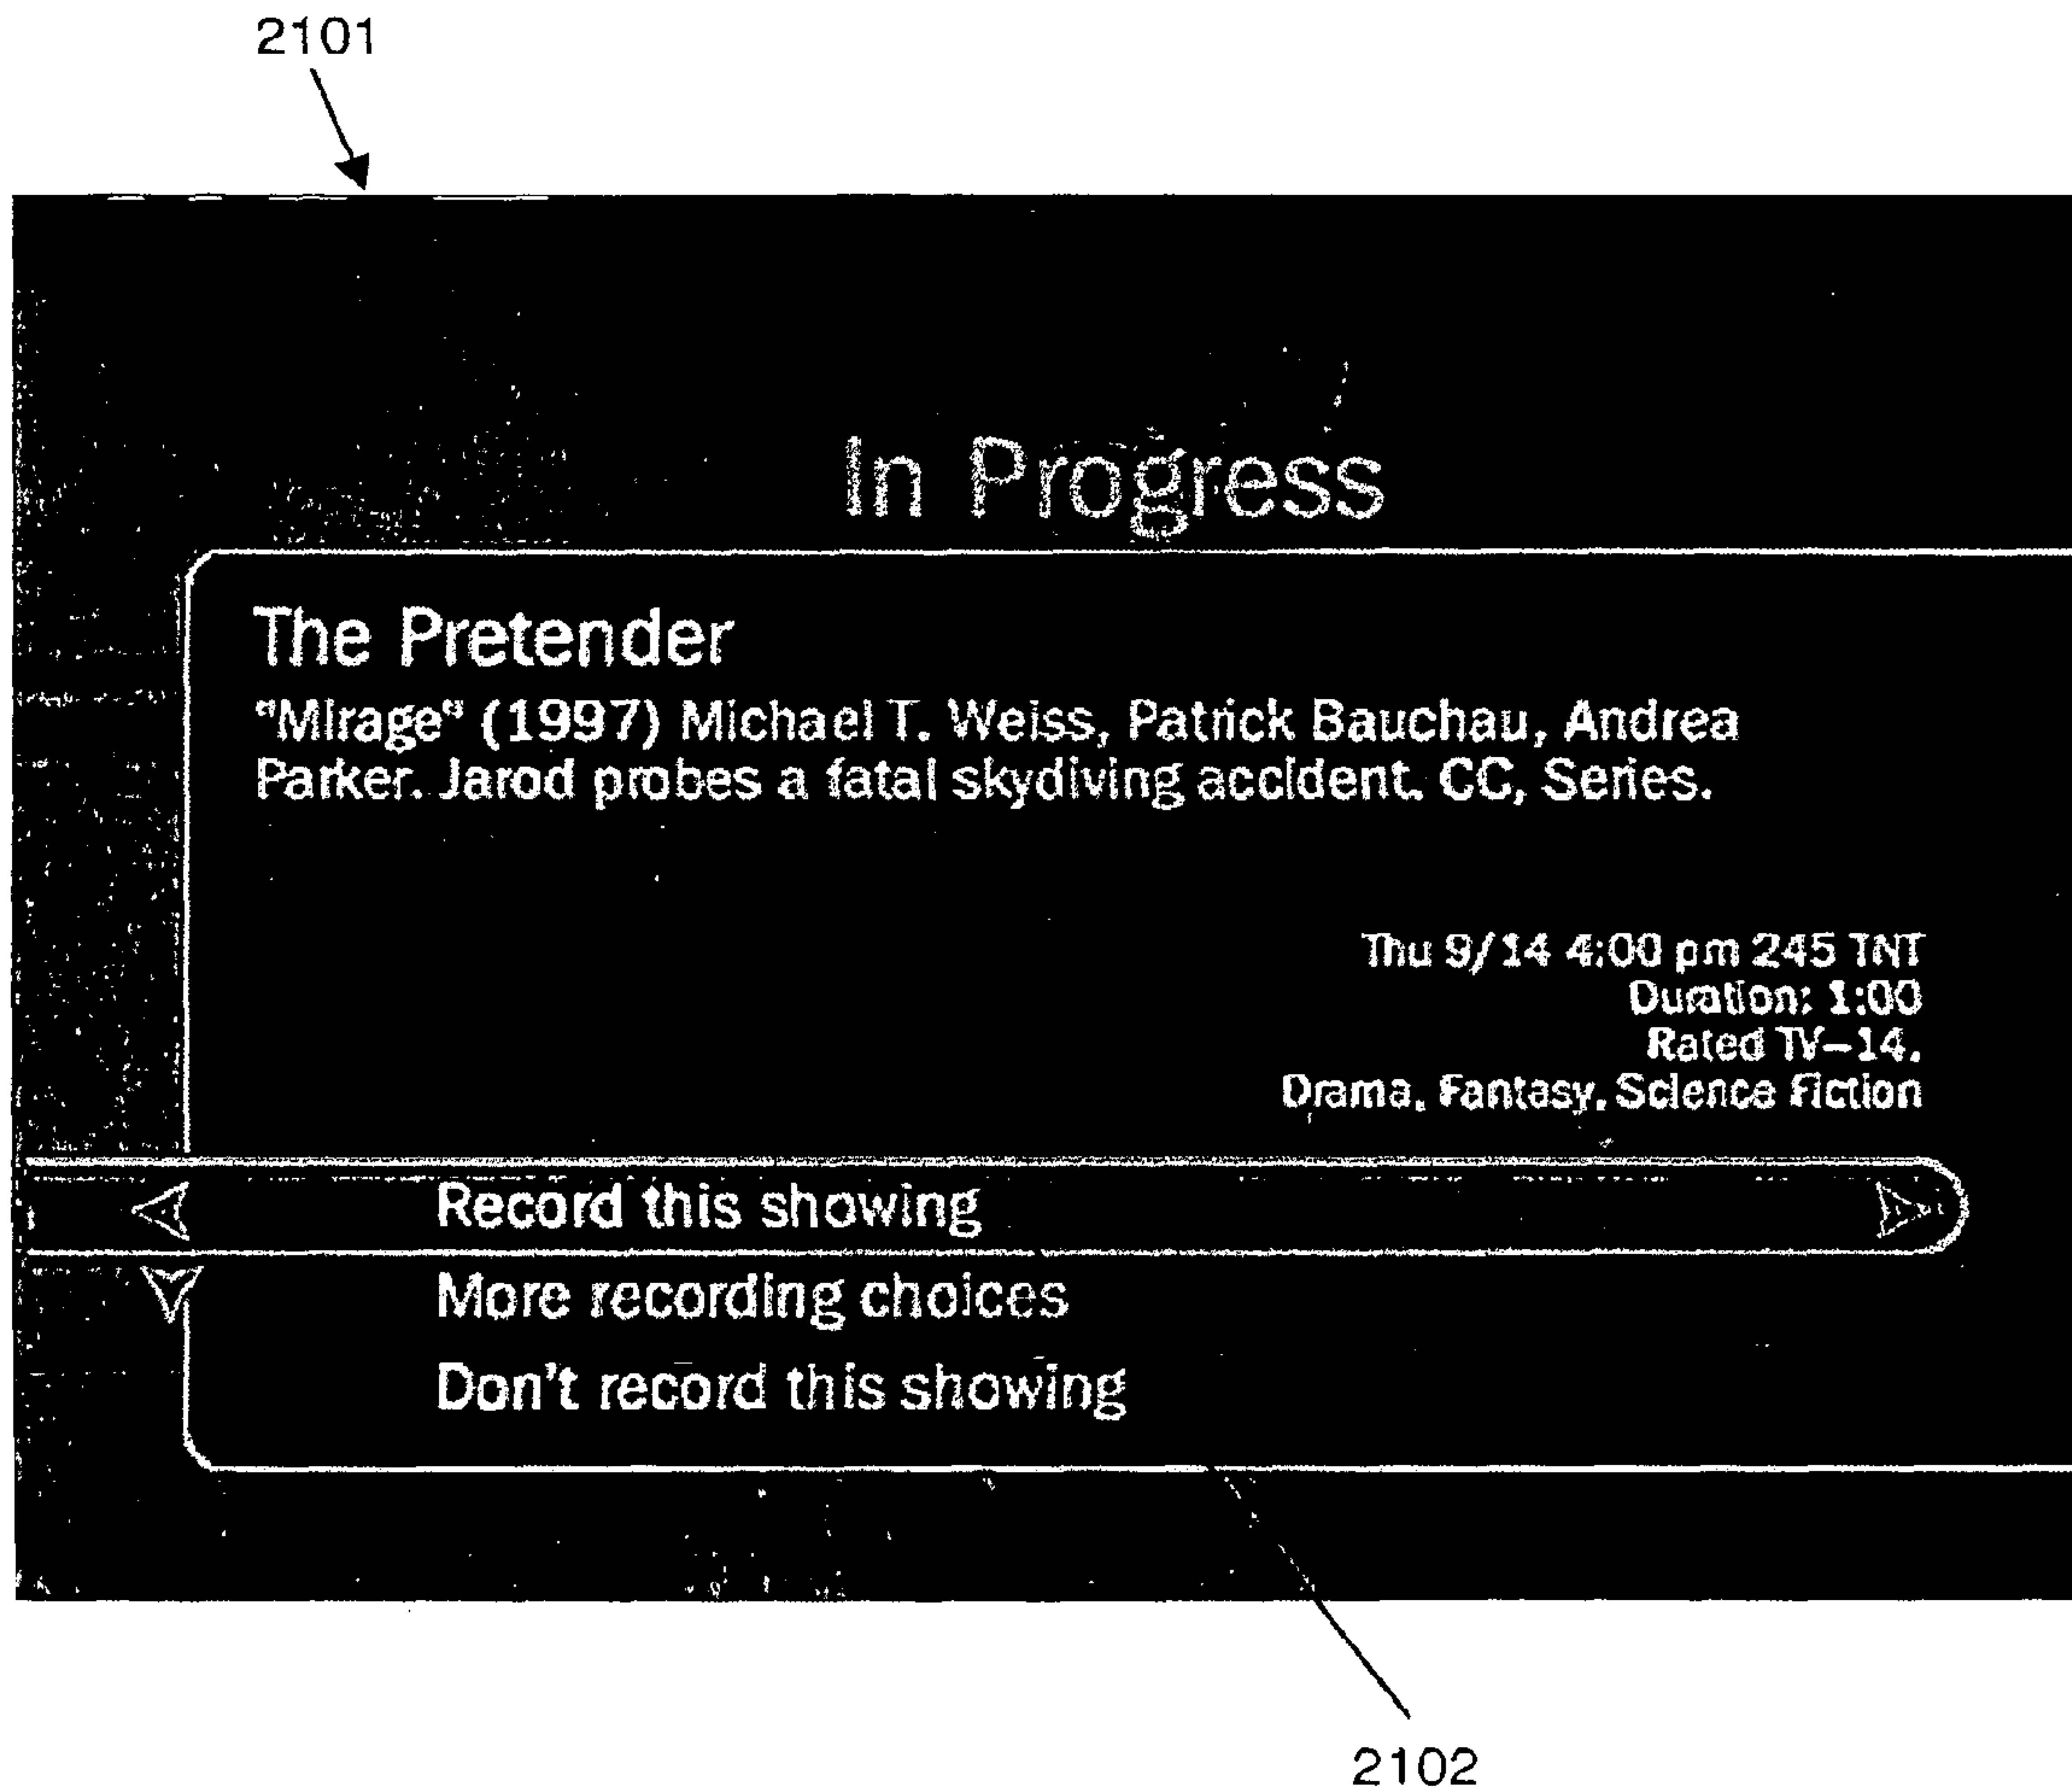 2101
In Progress
The Pretender
"Mirage" (1997) Michael T. Weiss, Patrick Bauchau, Andrea
Parker. Jarod probes a fatal skydiving accident. CC, Series.
Thu 9/14 4:00 pm 245 TNT
Duration: 1:00
Rated TV-14.
Drama, Fantasy, Science Fiction
Record this showing
More recording choices
Don't record this showing
2102